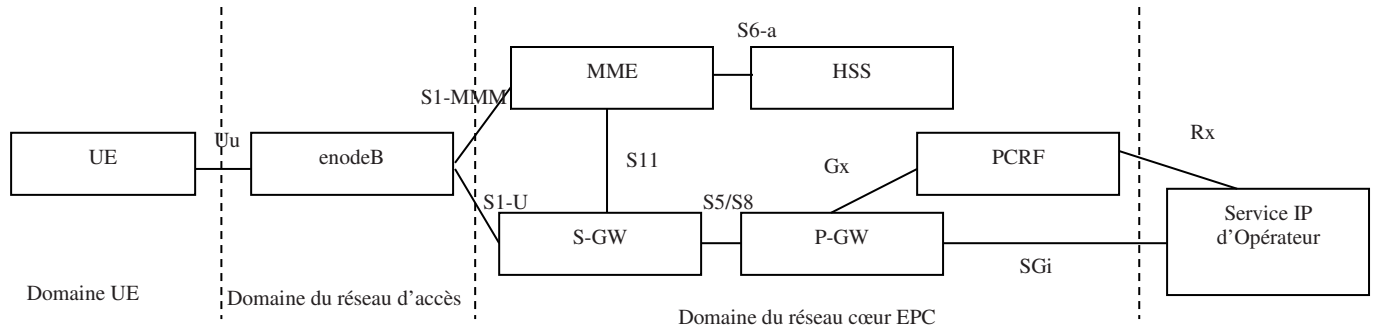 S6-a
MME
HSS
S1-MMM
Uu
Rx
UE
enodeB
S11
Gx
PCRF
S1-U
S5/S8
S-GW
P-GW
Service IP
d’Opérateur
SGi
Domaine UE
Domaine du réseau d’accès
Domaine du réseau cœur EPC